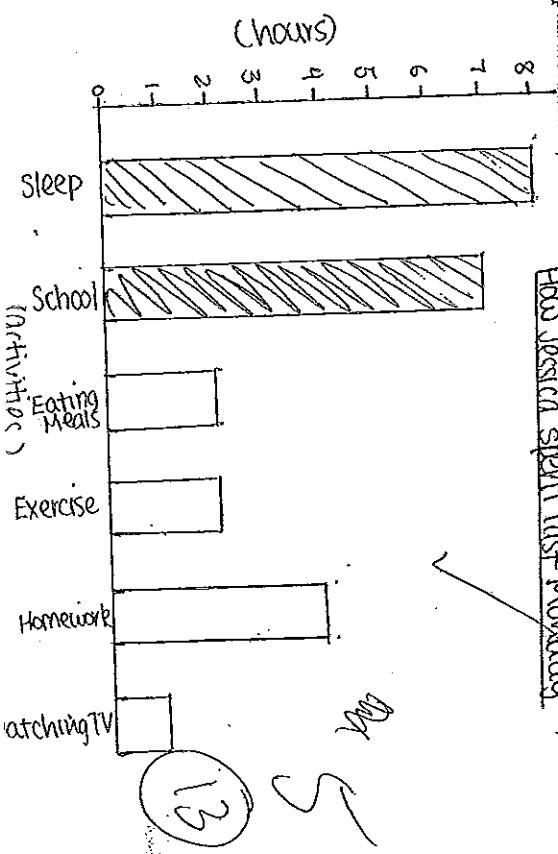 How Jessica spent last Monday
(hours)
8
7
6
5
4
3
2
1
0
Sleep
School
Eating
Meals
Exercise
Homework
atching TV
(Activities)
13